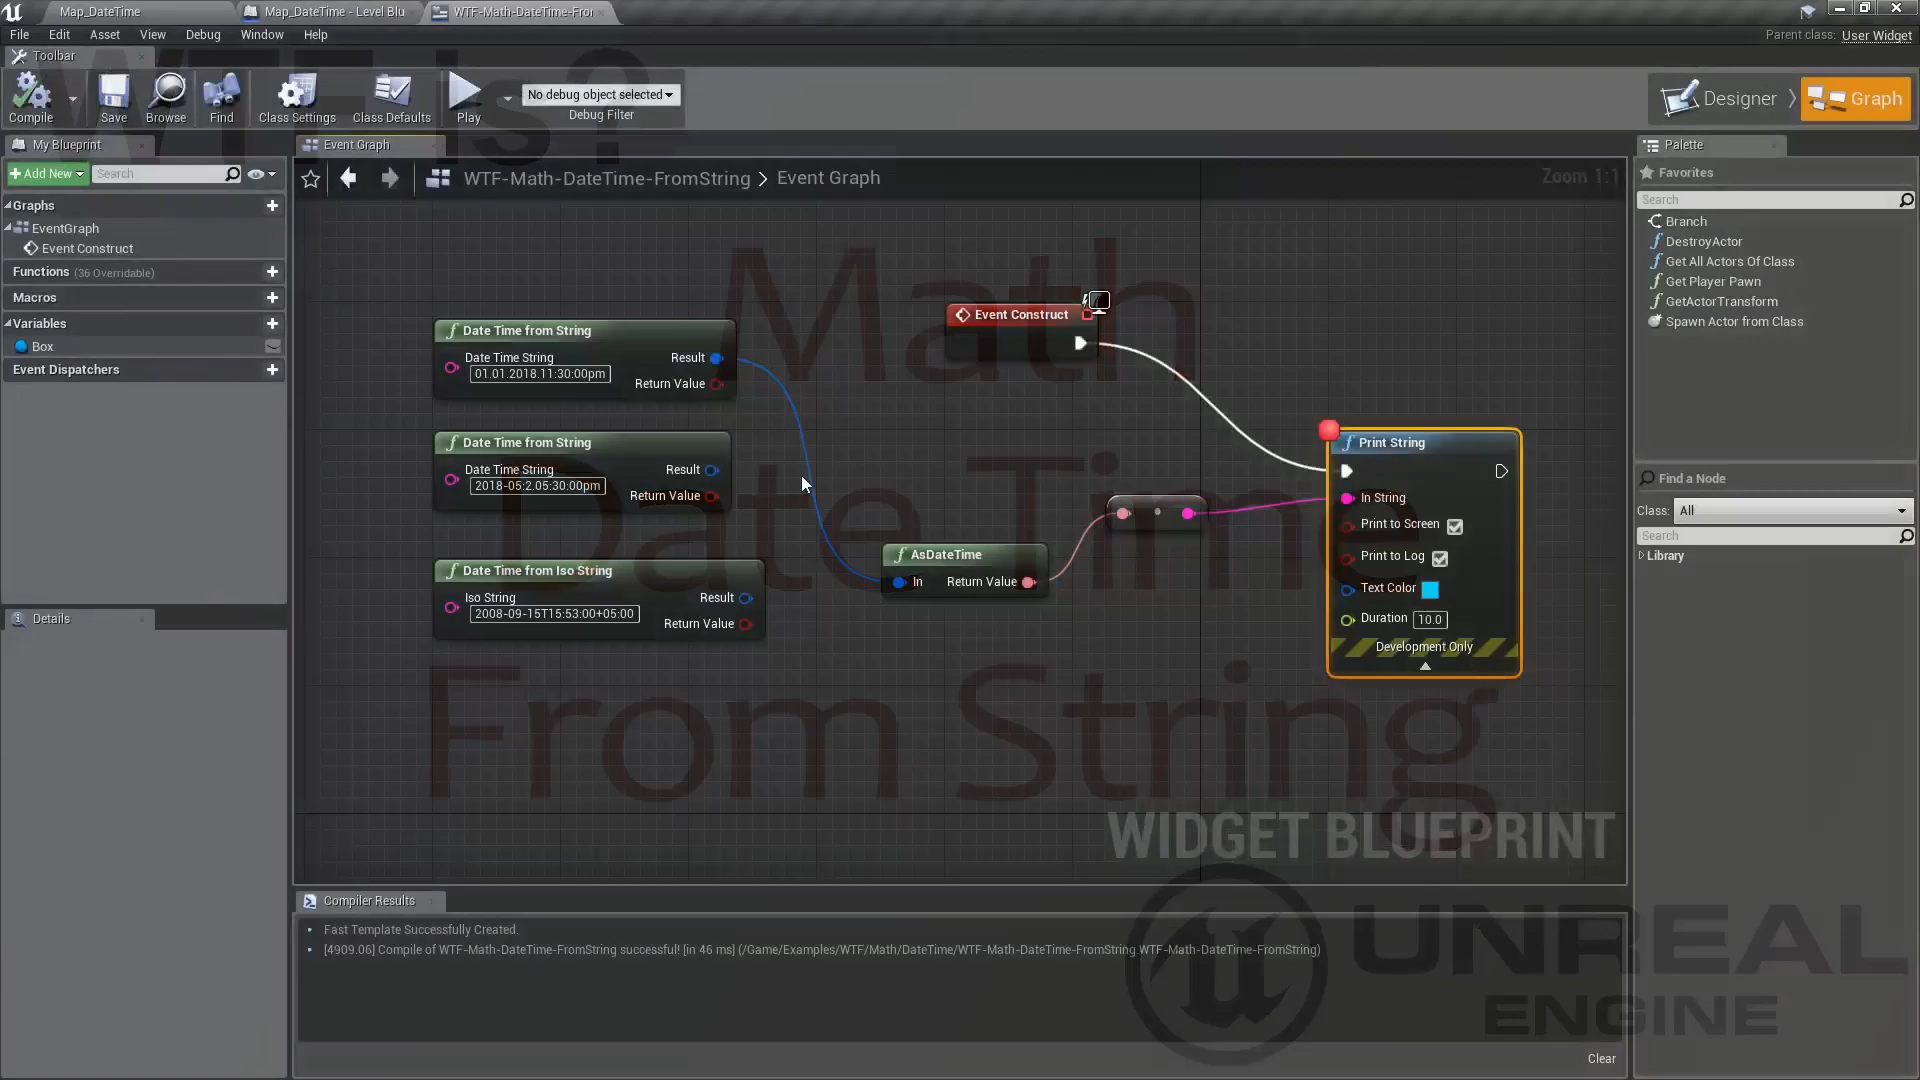 Map_DateTime
Map_DateTime - Level Blu
WTF-Math-DateTime-Fro
File Edit Asset View Debug Window Help
Parent class: User Widget
Toolbar
WTF is?
Compile
Save
Browse
Find
Class Settings
Class Defaults
Play
No debug object selected
Debug Filter
Designer
Graph
My Blueprint
Add New
Search
Graphs
EventGraph
Event Construct
Functions (36 Overridable)
Macros
Variables
Box
Event Dispatchers
Details
Event Graph
WTF-Math-DateTime-FromString > Event Graph
Zoom 1:1
Math
Date Time
From String
Date Time from String
Date Time String
01.01.2018.11:30:00pm
Result
Return Value
Date Time from String
Date Time String
2018-05:2.05:30:00pm
Result
Return Value
Date Time from Iso String
Iso String
2008-09-15T15:53:00+05:00
Result
Return Value
Event Construct
AsDateTime
In
Return Value
Print String
In String
Print to Screen
Print to Log
Text Color
Duration 10.0
Development Only
WIDGET BLUEPRINT
Palette
Favorites
Search
Branch
DestroyActor
Get All Actors Of Class
Get Player Pawn
GetActorTransform
Spawn Actor from Class
Find a Node
Class: All
Search
Library
Compiler Results
Fast Template Successfully Created.
[4909.06] Compile of WTF-Math-DateTime-FromString successful! [in 46 ms] (/Game/Examples/WTF/Math/DateTime/WTF-Math-DateTime-FromString.WTF-Math-DateTime-FromString)
Clear
UNREAL
ENGINE